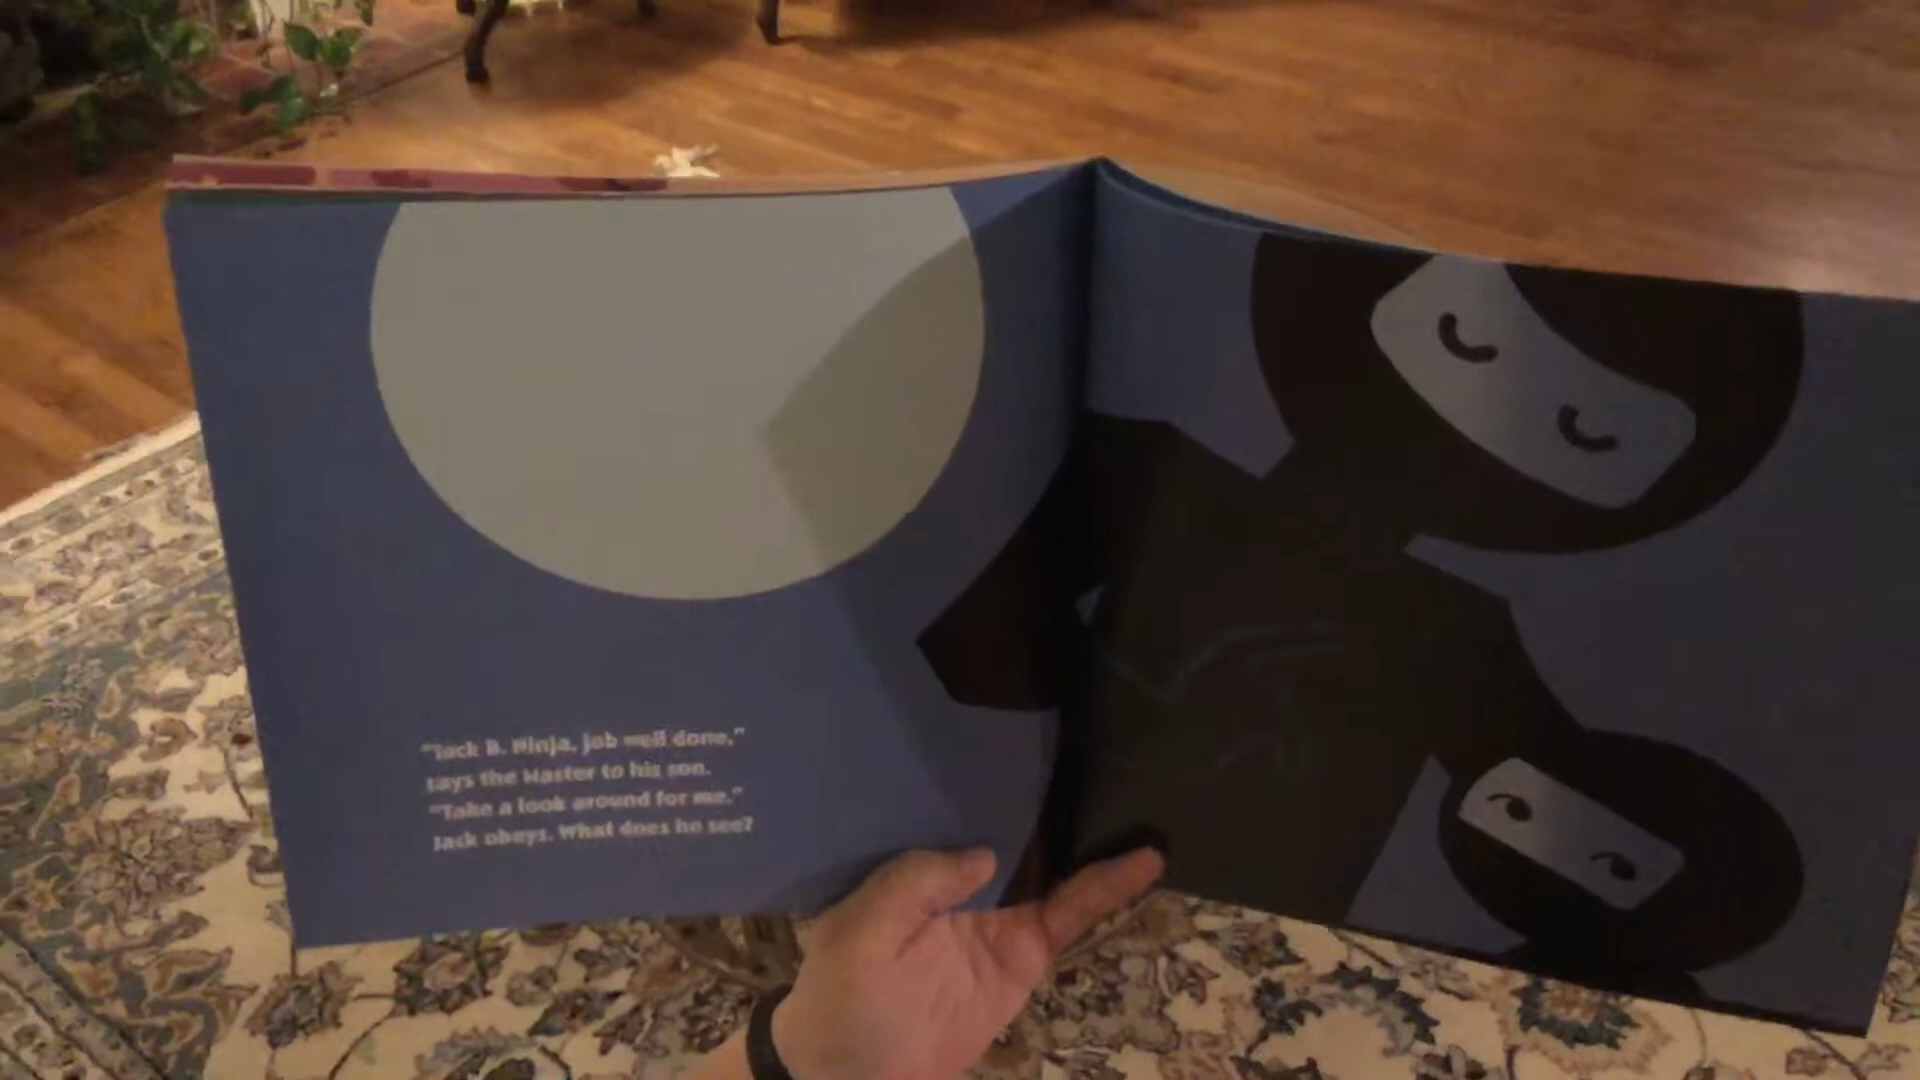 “Jack B. Ninja, job well done,”
says the Master to his son.
“Take a look around for me.”
Jack obeys. What does he see?